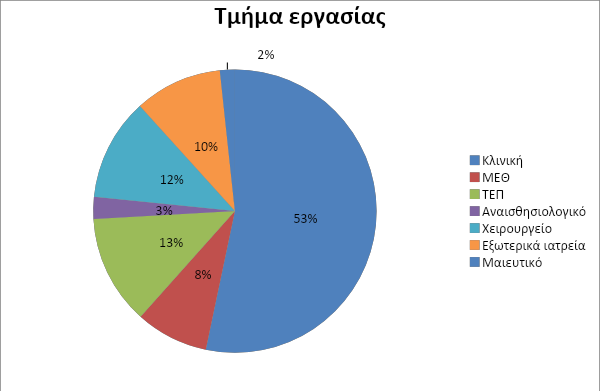 Τμήμα εργασίας
2%
10%
12%
3%
53%
13%
8%
Κλινική
ΜΕΘ
ΤΕΠ
Αναισθησιολογικό
Χειρουργείο
Εξωτερικά ιατρεία
Μαιευτικό